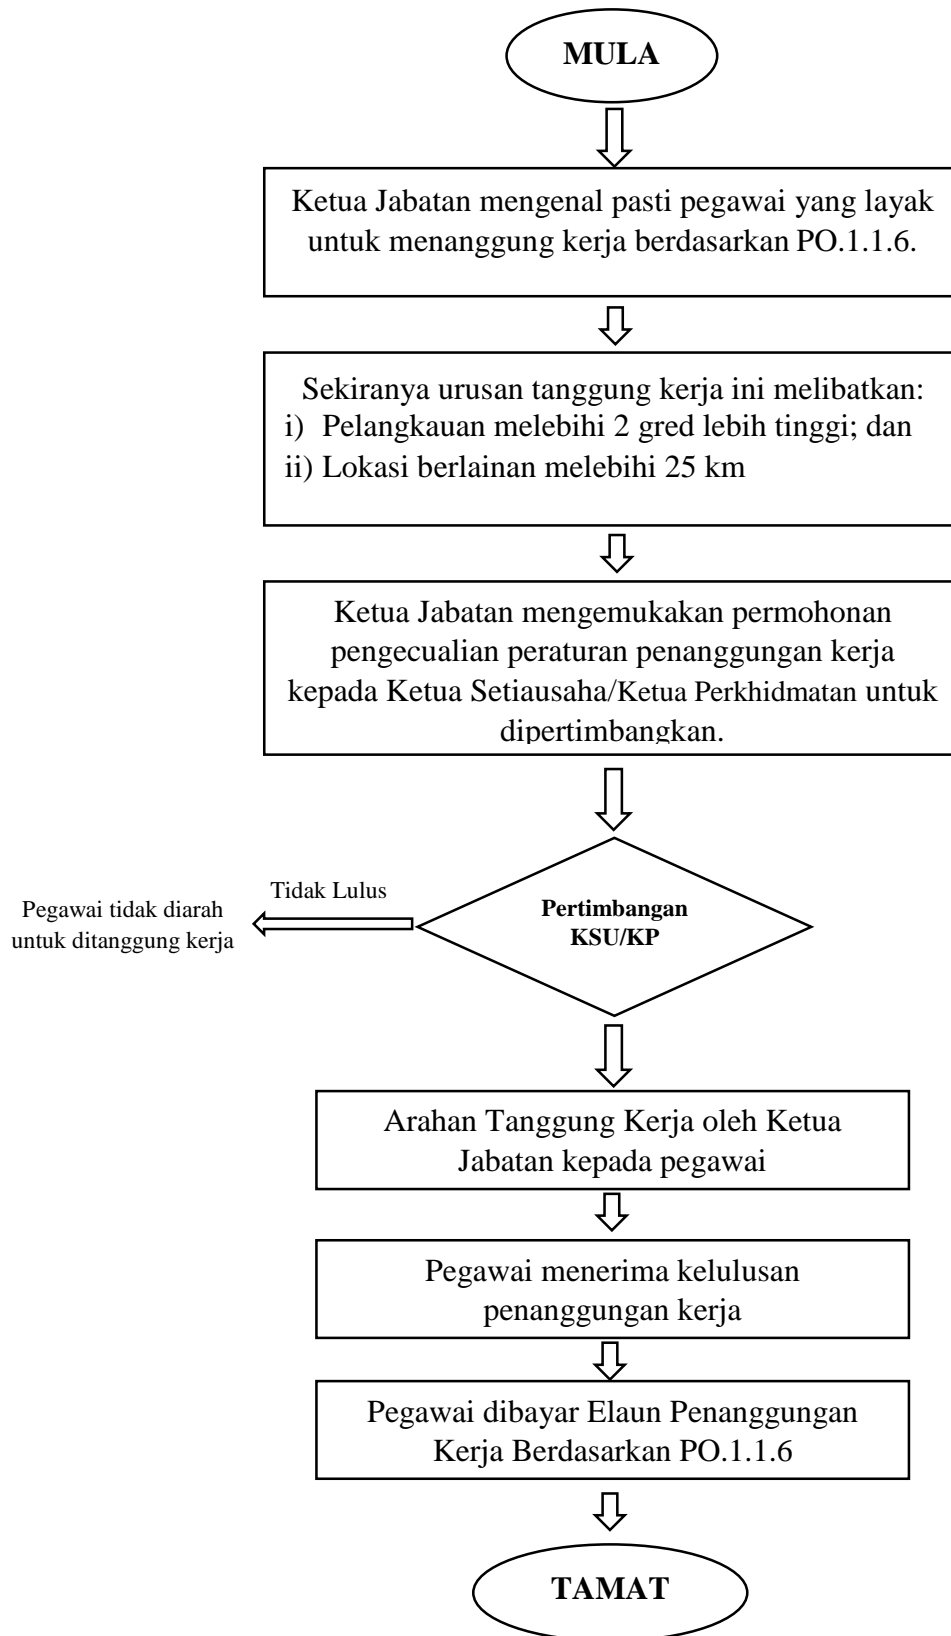 MULA
Ketua Jabatan mengenal pasti pegawai yang layak
untuk menanggung kerja berdasarkan PO.1.1.6.
Sekiranya urusan tanggung kerja ini melibatkan:
i) Pelangkauan melebihi 2 gred lebih tinggi; dan
ii) Lokasi berlainan melebihi 25 km
Ketua Jabatan mengemukakan permohonan
pengecualian peraturan penanggungan kerja
kepada Ketua Setiausaha/Ketua Perkhidmatan untuk
dipertimbangkan.
Pertimbangan
KSU/KP
Tidak Lulus
Pegawai tidak diarah
untuk ditanggung kerja
Arahan Tanggung Kerja oleh Ketua
Jabatan kepada pegawai
Pegawai menerima kelulusan
penanggungan kerja
Pegawai dibayar Elaun Penanggungan
Kerja Berdasarkan PO.1.1.6
TAMAT